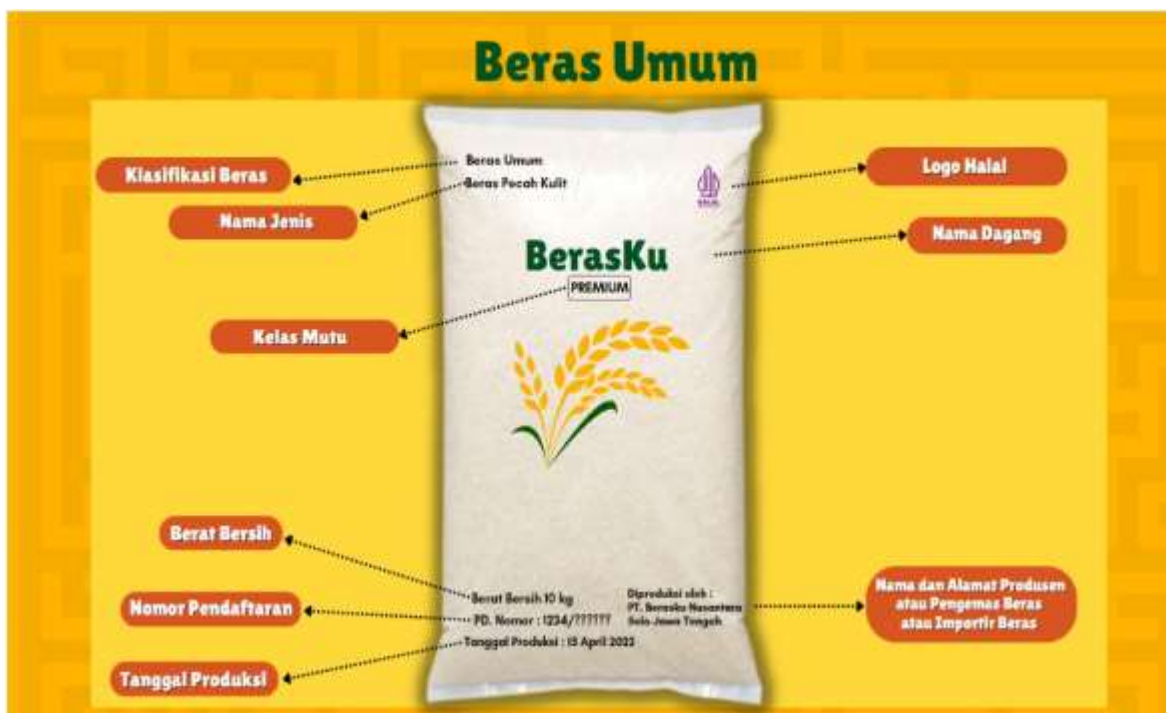 Beras Umum
Klasifikasi Beras
Beras Umum
Logo Halal
Nama Jenis
Beras Pecah Kulit
HALAL
Nama Dagang
BerasKu
PREMIUM
Kelas Mutu
Berat Bersih
Berat Bersih 10 kg
Nomor Pendaftaran
PD. Nomor : 1234/??????
Tanggal Produksi : 15 April 2022
Tanggal Produksi
Diproduksi oleh :
PT. Berasku Nusantara
Solo Jawa Tengah
Nama dan Alamat Produsen
atau Pengemas Beras
atau Importir Beras